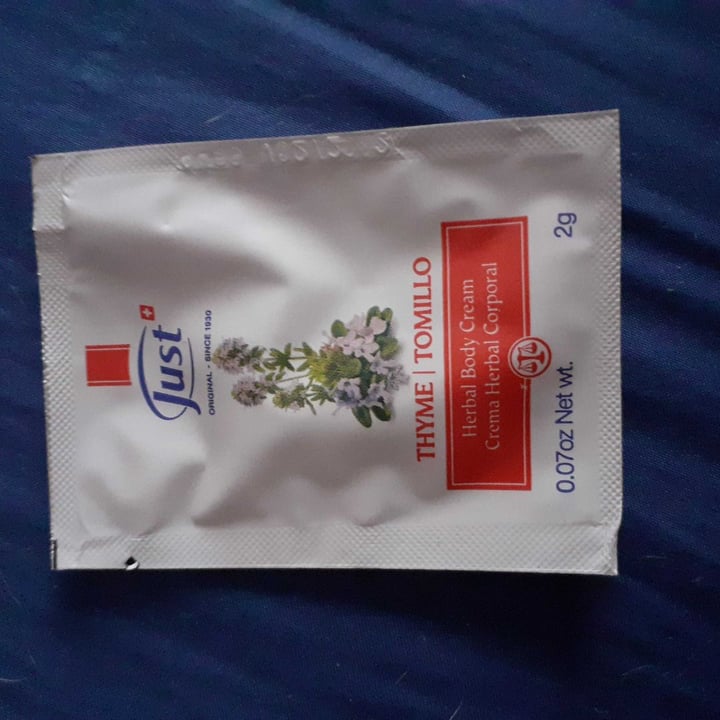 Just
ORIGINAL • SINCE 1930
THYME | TOMILLO
Herbal Body Cream
Crema Herbal Corporal
0.07oz Net wt. 2g